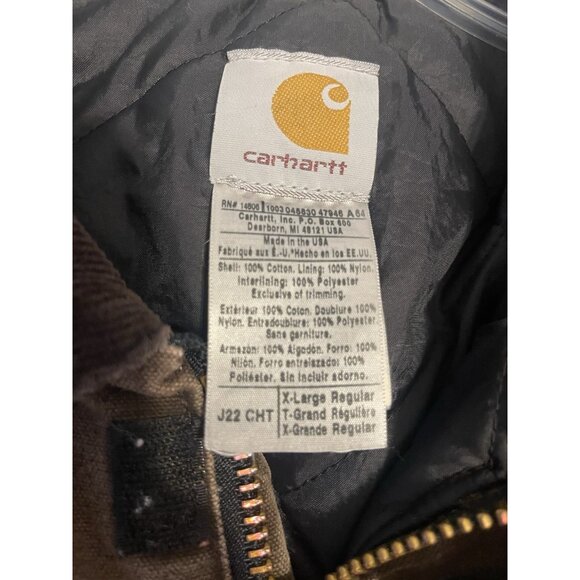 carhartt
RN# 14806 1003 045830 47946 A 64
Carhartt, Inc. P.O. Box 600
Dearborn, MI 48121 USA
Made in the USA
Fabriqué aux É.-U.*Hecho en los EE.UU.
Shell: 100% Cotton. Lining: 100% Nylon.
Interlining: 100% Polyester
Exclusive of trimming.
Extérieur 100% Coton. Doublure 100%
Nylon. Entredoublure: 100% Polyester.
Sans garniture.
Armazon: 100% Algodón. Forro: 100%
Nilón. Forro entrelazado: 100%
Poliéster. Sin incluir adorno.
J22 CHT
X-Large Regular
T-Grand Régulière
X-Grande Regular